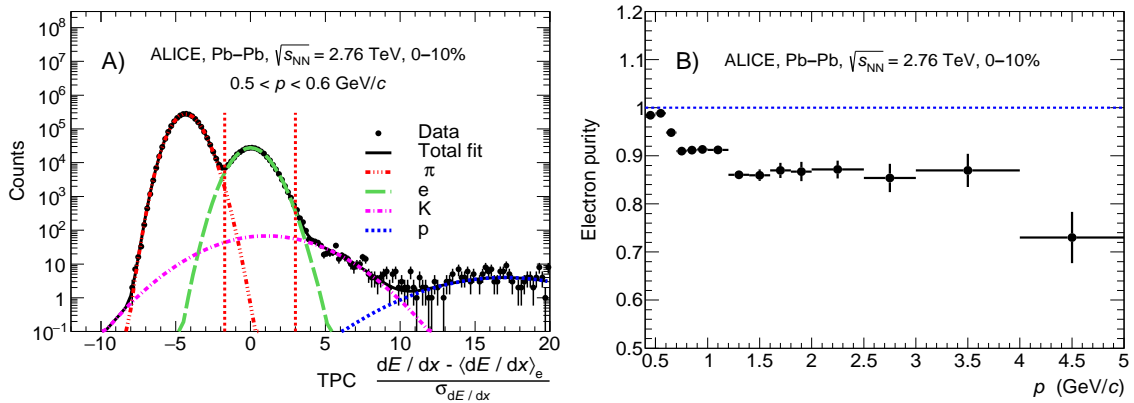 A)
ALICE, Pb–Pb, √sNN = 2.76 TeV, 0–10%
0.5 < p < 0.6 GeV/c
Data
Total fit
π
e
K
p
Counts
10^8
10^7
10^6
10^5
10^4
10^3
10^2
10
1
10^−1
−10 −5 0 5 10 15 20
TPC (dE / dx - ⟨dE / dx⟩e) / σdE / dx
B)
ALICE, Pb–Pb, √sNN = 2.76 TeV, 0–10%
Electron purity
1.2
1.1
1
0.9
0.8
0.7
0.6
0.5
0.5 1 1.5 2 2.5 3 3.5 4 4.5 5
p (GeV/c)